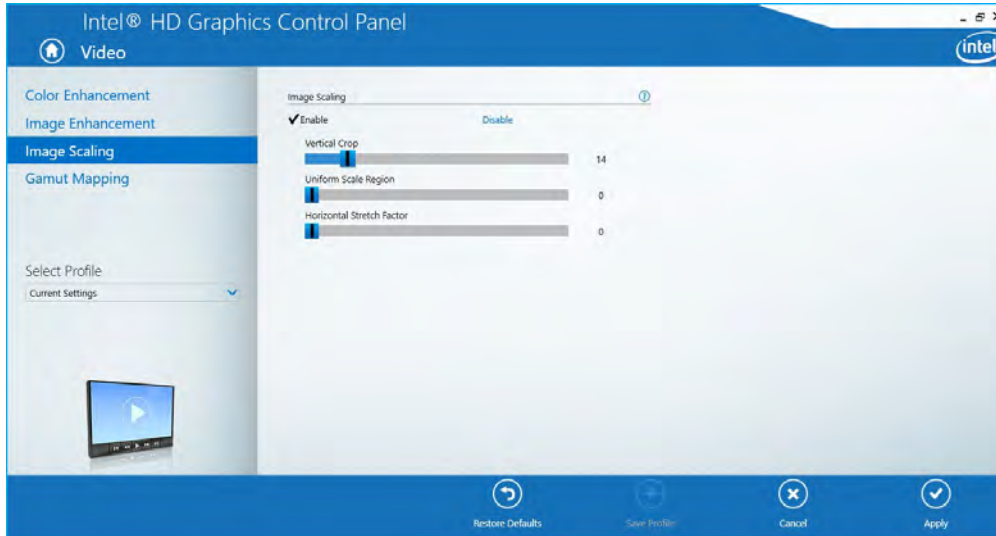 Intel® HD Graphics Control Panel
Video
intel
Color Enhancement
Image Enhancement
Image Scaling
Gamut Mapping
Select Profile
Current Settings
Image Scaling
Enable
Disable
Vertical Crop
14
Uniform Scale Region
0
Horizontal Stretch Factor
0
Restore Defaults
Save Profile
Cancel
Apply